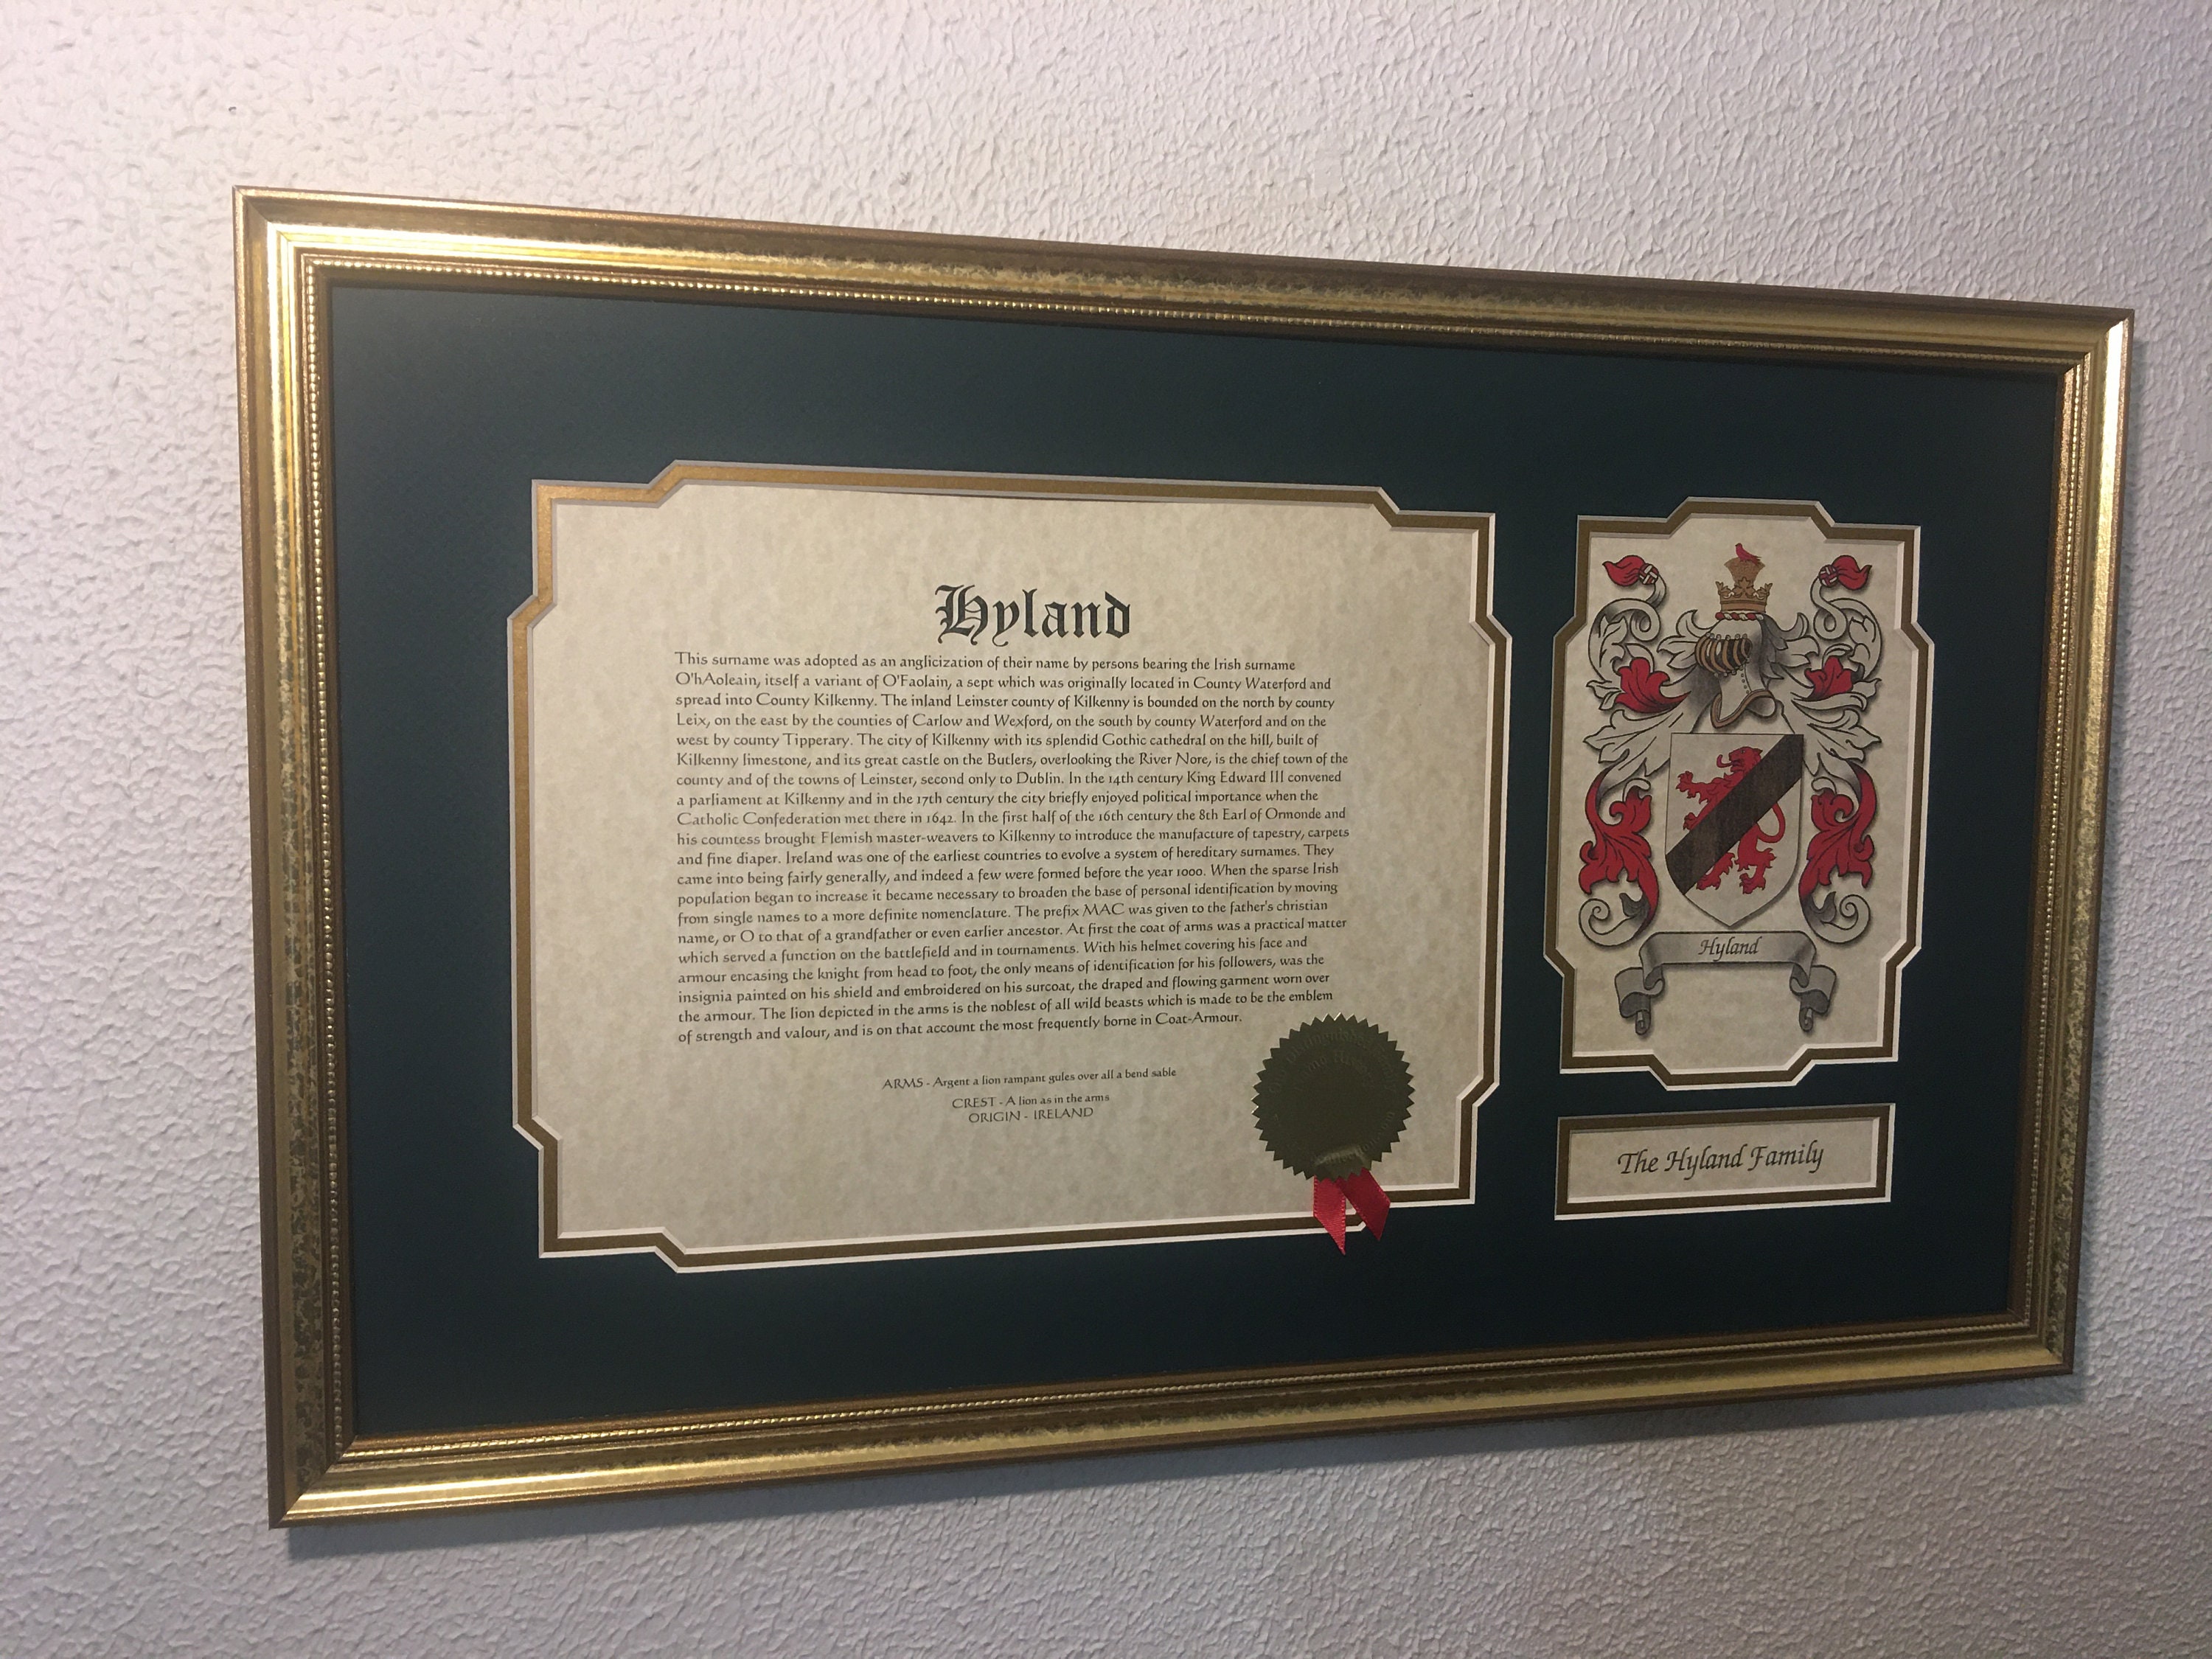 Hyland
This surname was adopted as an anglicization of their name by persons bearing the Irish surname
O'hAoleain, itself a variant of O'Faolain, a sept which was originally located in County Waterford and
spread into County Kilkenny. The inland Leinster county of Kilkenny is bounded on the north by county
Leix, on the east by the counties of Carlow and Wexford, on the south by county Waterford and on the
west by county Tipperary. The city of Kilkenny with its splendid Gothic cathedral on the hill, built of
Kilkenny limestone, and its great castle on the Butlers, overlooking the River Nore, is the chief town of the
county and of the towns of Leinster, second only to Dublin. In the 14th century King Edward III convened
a parliament at Kilkenny and in the 17th century the city briefly enjoyed political importance when the
Catholic Confederation met there in 1642. In the first half of the 16th century the 8th Earl of Ormonde and
his countess brought Flemish master-weavers to Kilkenny to introduce the manufacture of tapestry, carpets
and fine diaper. Ireland was one of the earliest countries to evolve a system of hereditary surnames. They
came into being fairly generally, and indeed a few were formed before the year 1000. When the sparse Irish
population began to increase it became necessary to broaden the base of personal identification by moving
from single names to a more definite nomenclature. The prefix MAC was given to the father's christian
name, or O to that of a grandfather or even earlier ancestor. At first the coat of arms was a practical matter
which served a function on the battlefield and in tournaments. With his helmet covering his face and
armour encasing the knight from head to foot, the only means of identification for his followers, was the
insignia painted on his shield and embroidered on his surcoat, the draped and flowing garment worn over
the armour. The lion depicted in the arms is the noblest of all wild beasts which is made to be the emblem
of strength and valour, and is on that account the most frequently borne in Coat-Armour.
ARMS - Argent a lion rampant gules over all a bend sable
CREST - A lion as in the arms
ORIGIN - IRELAND
Hyland
The Hyland Family